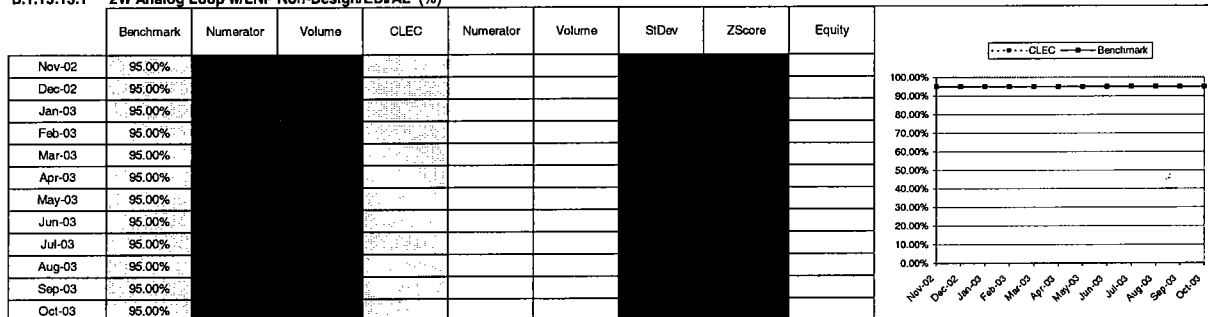 B.1.13.13.1 2W Analog Loop w/LNP Non-Design/EDI/AL (%)
Benchmark Numerator Volume CLEC Numerator Volume StDev ZScore Equity
Nov-02 95.00%
Dec-02 95.00%
Jan-03 95.00%
Feb-03 95.00%
Mar-03 95.00%
Apr-03 95.00%
May-03 95.00%
Jun-03 95.00%
Jul-03 95.00%
Aug-03 95.00%
Sep-03 95.00%
Oct-03 95.00%
CLEC Benchmark
100.00%
90.00%
80.00%
70.00%
60.00%
50.00%
40.00%
30.00%
20.00%
10.00%
0.00%
Nov-02 Dec-02 Jan-03 Feb-03 Mar-03 Apr-03 May-03 Jun-03 Jul-03 Aug-03 Sep-03 Oct-03